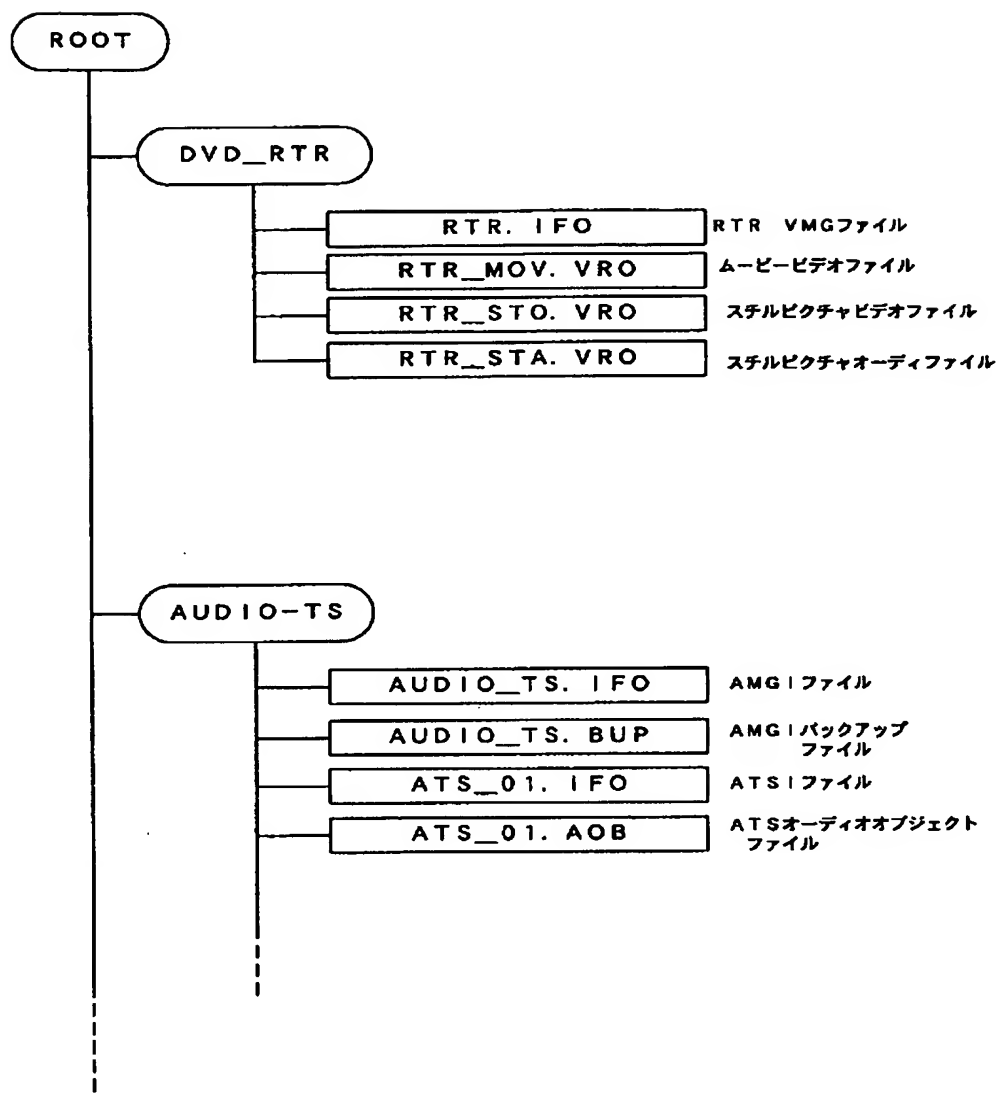 ROOT
DVD_RTR
RTR. IFO RTR VMGファイル
RTR_MOV. VRO ムービービデオファイル
RTR_STO. VRO スチルピクチャビデオファイル
RTR_STA. VRO スチルピクチャオーディファイル
AUDIO-TS
AUDIO_TS. IFO AMGIファイル
AUDIO_TS. BUP AMGIバックアップ
ファイル
ATS_01. IFO ATSIファイル
ATS_01. AOB ATSオーディオオブジェクト
ファイル